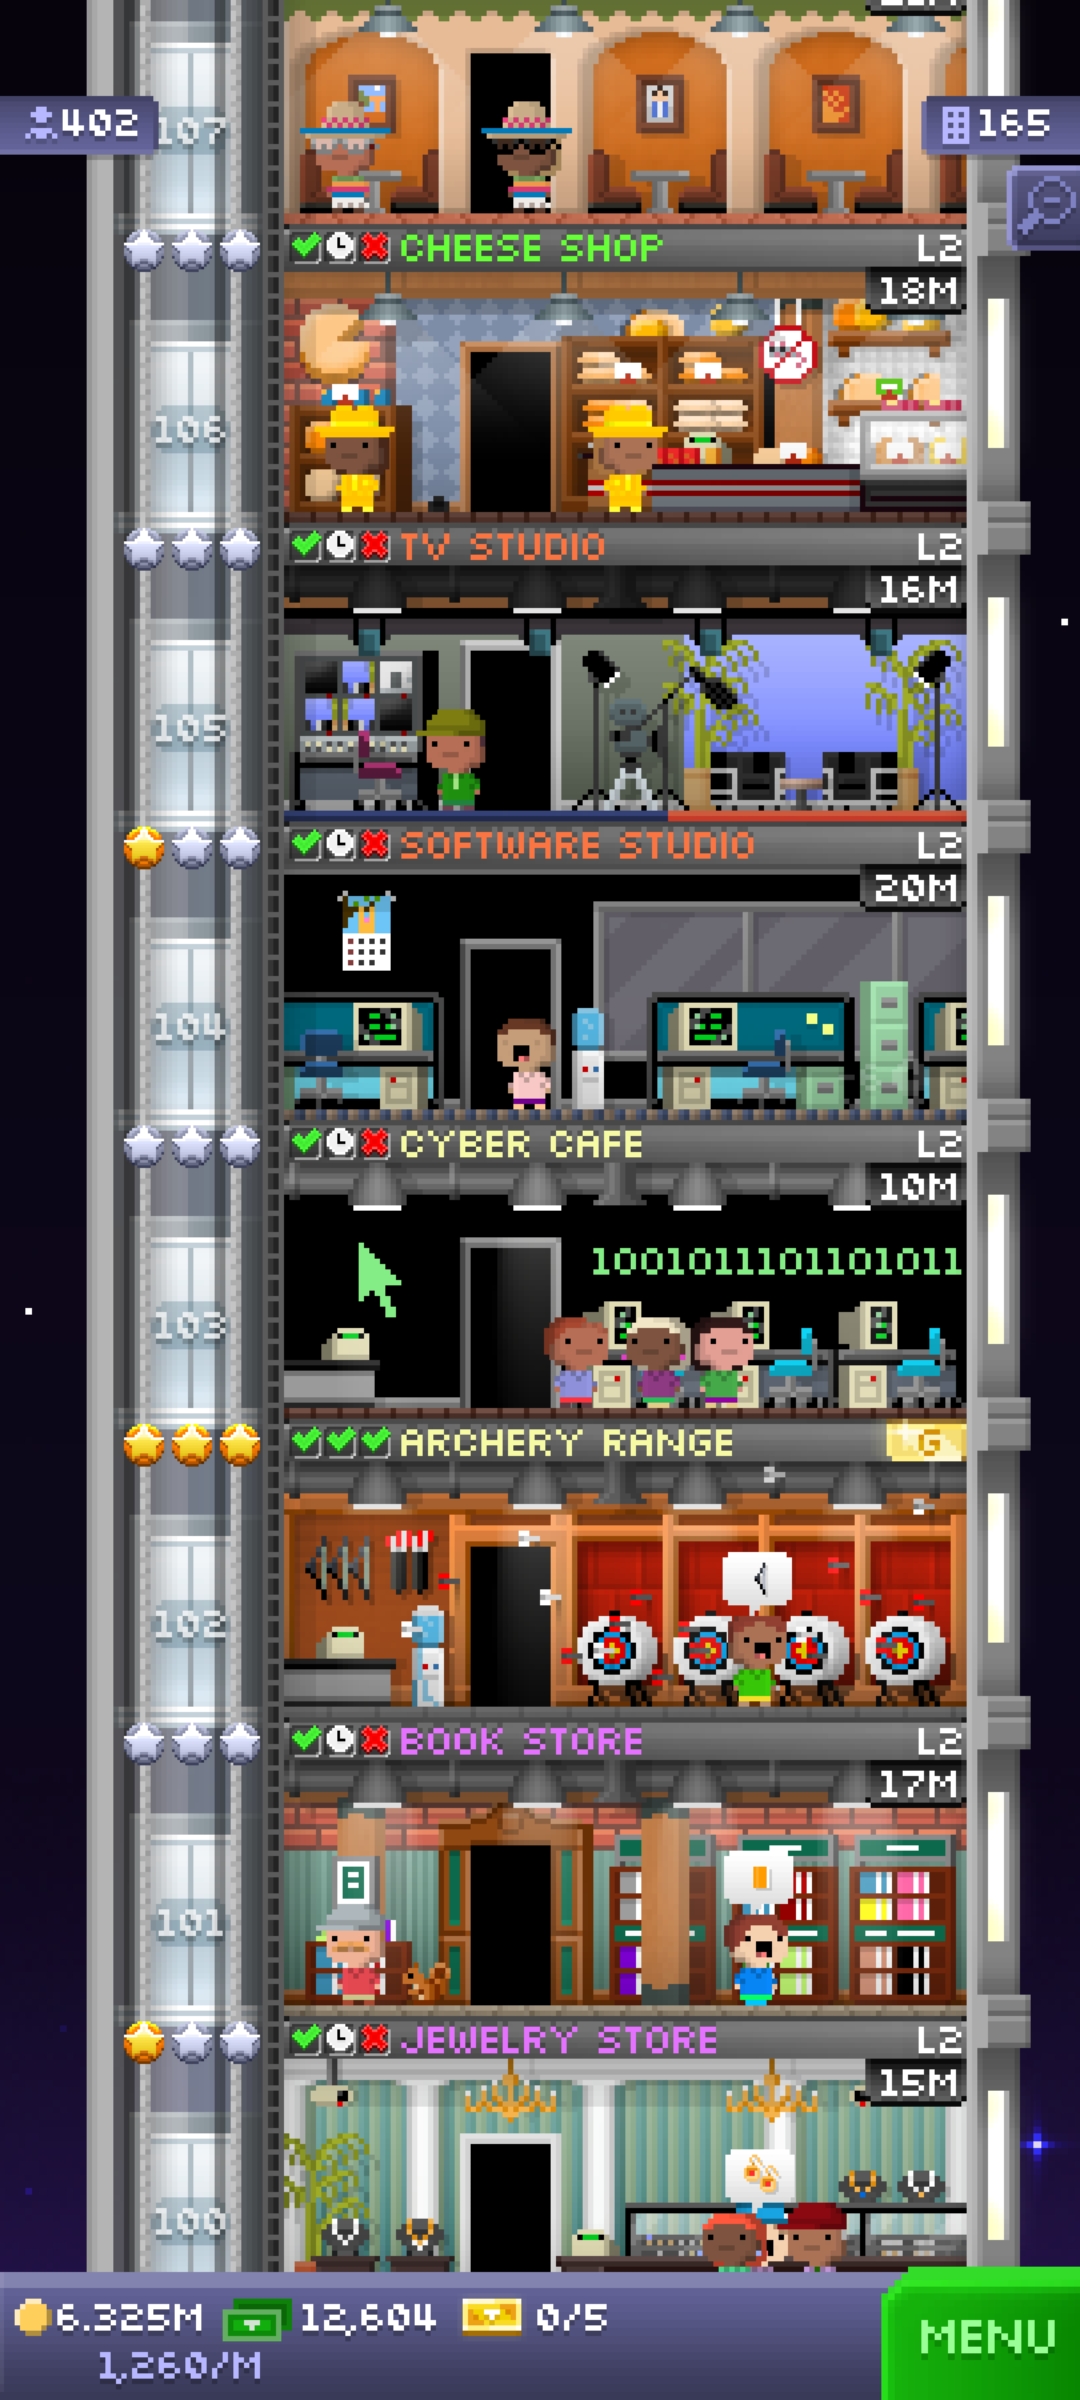 402
107
165
CHEESE SHOP L2
18M
106
TV STUDIO L2
16M
105
SOFTWARE STUDIO L2
20M
104
CYBER CAFE L2
10M
1001011101101011
103
ARCHERY RANGE G
102
BOOK STORE L2
17M
8
101
JEWELRY STORE L2
15M
100
6.325M 12,604 0/5
1,260/M
MENU